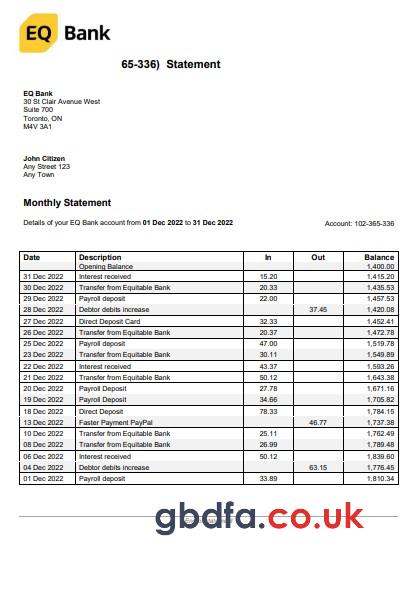 EQ Bank
65-336) Statement
EQ Bank
30 St Clair Avenue West
Suite 700
Toronto, ON
M4V 3A1
John Citizen
Any Street 123
Any Town
Monthly Statement
Details of your EQ Bank account from 01 Dec 2022 to 31 Dec 2022 Account: 102-365-336
Date Description In Out Balance
Opening Balance 1,400.00
31 Dec 2022 Interest received 15.20 1,415.20
30 Dec 2022 Transfer from Equitable Bank 20.33 1,435.53
29 Dec 2022 Payroll deposit 22.00 1,457.53
28 Dec 2022 Debtor debits increase 37.45 1,420.08
27 Dec 2022 Direct Deposit Card 32.33 1,452.41
26 Dec 2022 Transfer from Equitable Bank 20.37 1,472.78
25 Dec 2022 Payroll deposit 47.00 1,519.78
23 Dec 2022 Transfer from Equitable Bank 30.11 1,549.89
22 Dec 2022 Interest received 43.37 1,593.26
21 Dec 2022 Transfer from Equitable Bank 50.12 1,643.38
20 Dec 2022 Payroll Deposit 27.78 1,671.16
19 Dec 2022 Payroll Deposit 34.66 1,705.82
18 Dec 2022 Direct Deposit 78.33 1,784.15
13 Dec 2022 Faster Payment PayPal 46.77 1,737.38
10 Dec 2022 Transfer from Equitable Bank 25.11 1,762.49
08 Dec 2022 Transfer from Equitable Bank 26.99 1,789.48
06 Dec 2022 Interest received 50.12 1,839.60
04 Dec 2022 Debtor debits increase 63.15 1,776.45
01 Dec 2022 Payroll deposit 33.89 1,810.34
gbdfa.co.uk